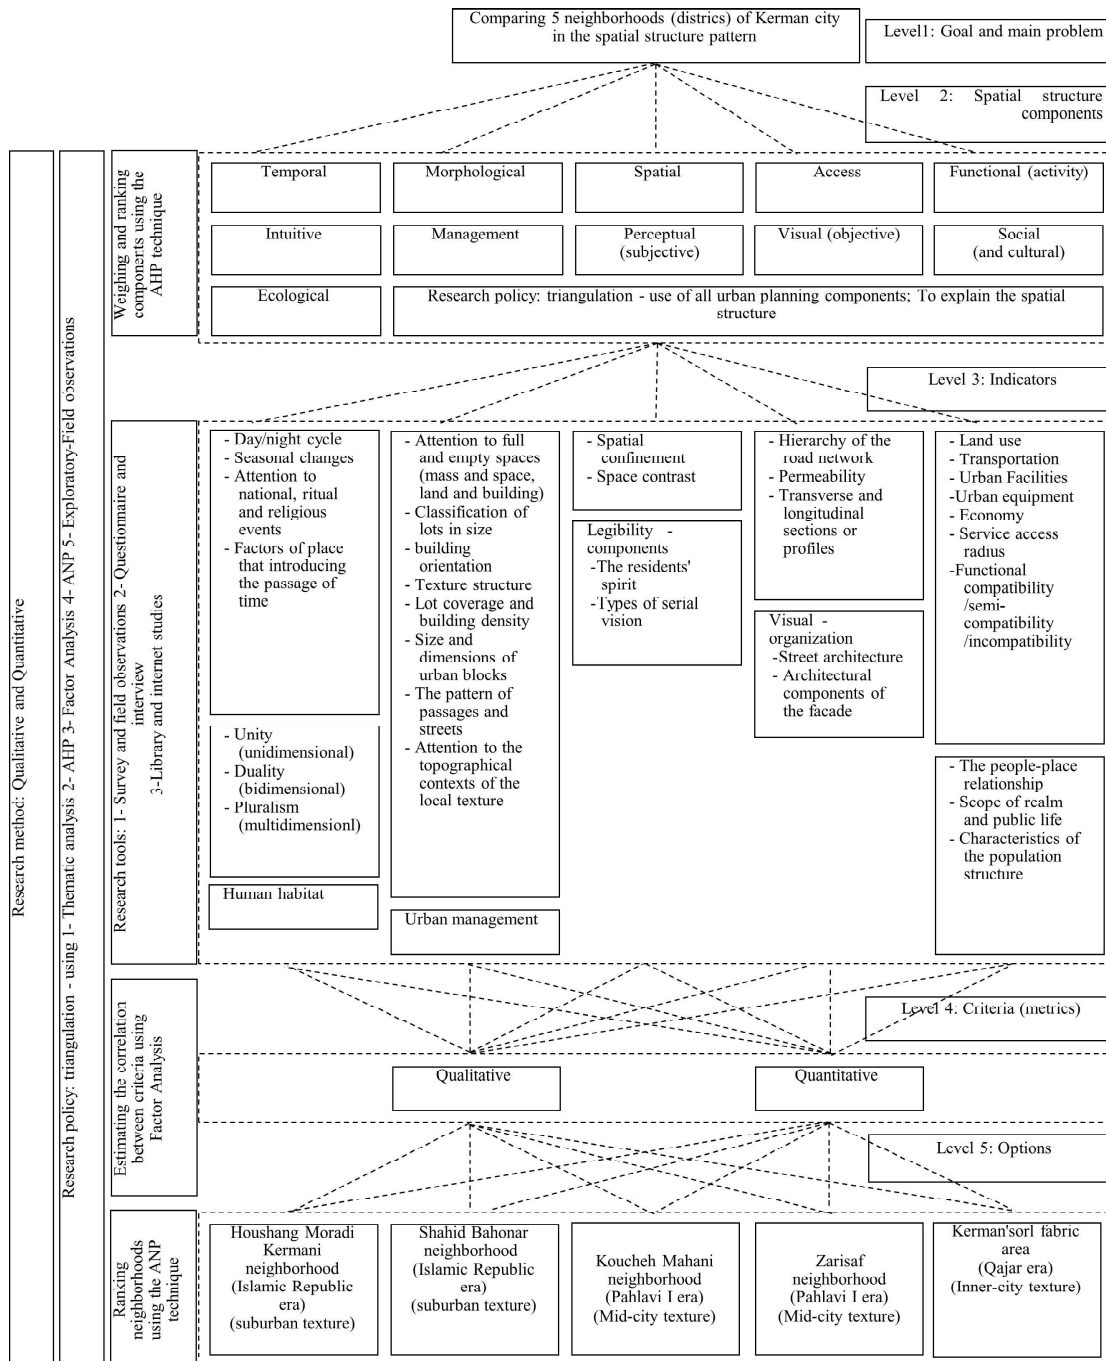 Comparing 5 neighborhoods (districs) of Kerman city
in the spatial structure pattern
Level1: Goal and main problem
Level 2: Spatial structure
components
Research method: Qualitative and Quantitative
Research policy: triangulation - using 1- Thematic analysis 2- AHP 3- Factor Analysis 4- ANP 5- Exploratory-Field observations
Weighing and ranking
components using the
AHP technique
Temporal
Morphological
Spatial
Access
Functional (activity)
Intuitive
Management
Perceptual
(subjective)
Visual (objective)
Social
(and cultural)
Ecological
Research policy: triangulation - use of all urban planning components; To explain the spatial
structure
Level 3: Indicators
Research tools: 1- Survey and field observations 2- Questionnaire and
interview
3-Library and internet studies
- Day/night cycle
- Seasonal changes
- Attention to
national, ritual
and religious
events
- Factors of place
that introducing
the passage of
time
- Unity
(unidimensional)
- Duality
(bidimensional)
- Pluralism
(multidimensionl)
Human habitat
- Attention to full
and empty spaces
(mass and space,
land and building)
- Classification of
lots in size
- building
orientation
- Texture structure
- Lot coverage and
building density
- Size and
dimensions of
urban blocks
- The pattern of
passages and
streets
- Attention to the
topographical
contexts of the
local texture
Urban management
- Spatial
confinement
- Space contrast
Legibility -
components
-The residents'
spirit
-Types of serial
vision
- Hierarchy of the
road network
- Permeability
- Transverse and
longitudinal
sections or
profiles
Visual -
organization
-Street architecture
- Architectural
components of
the facade
- Land use
- Transportation
- Urban Facilities
-Urban equipment
- Economy
- Service access
radius
-Functional
compatibility
/semi-
compatibility
/incompatibility
- The people-place
relationship
- Scope of realm
and public life
- Characteristics of
the population
structure
Estimating the correlation
between criteria using
Factor Analysis
Level 4: Criteria (metrics)
Qualitative
Quantitative
Level 5: Options
Ranking
neighborhoods
using the ANP
technique
Houshang Moradi
Kermani
neighborhood
(Islamic Republic
era)
(suburban texture)
Shahid Bahonar
neighborhood
(Islamic Republic
era)
(suburban texture)
Koucheh Mahani
neighborhood
(Pahlavi I era)
(Mid-city texture)
Zarisaf
neighborhood
(Pahlavi I era)
(Mid-city texture)
Kerman'sorl fabric
area
(Qajar era)
(Inner-city texture)